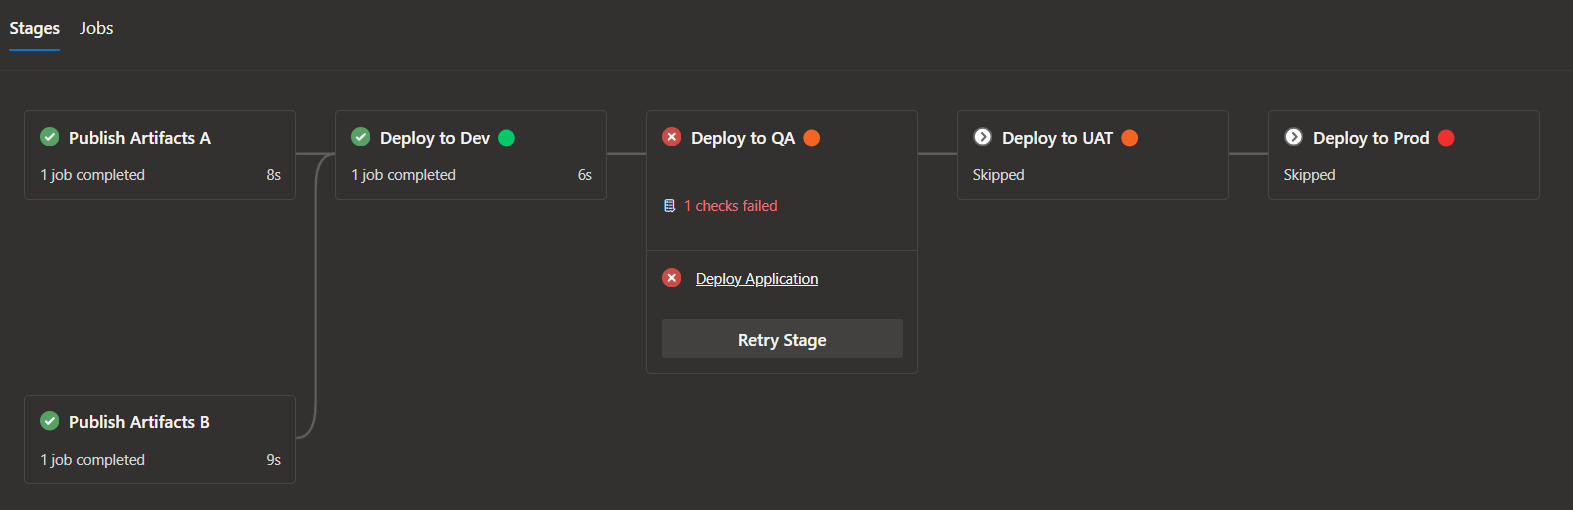 Stages Jobs
Publish Artifacts A
1 job completed 8s
Deploy to Dev
1 job completed 6s
Deploy to QA
1 checks failed
Deploy Application
Retry Stage
Deploy to UAT
Skipped
Deploy to Prod
Skipped
Publish Artifacts B
1 job completed 9s